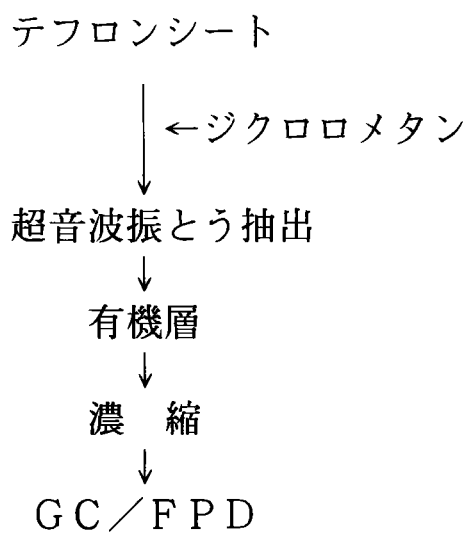 テフロンシート
←ジクロロメタン
超音波振とう抽出
有機層
濃　縮
ＧＣ／ＦＰＤ